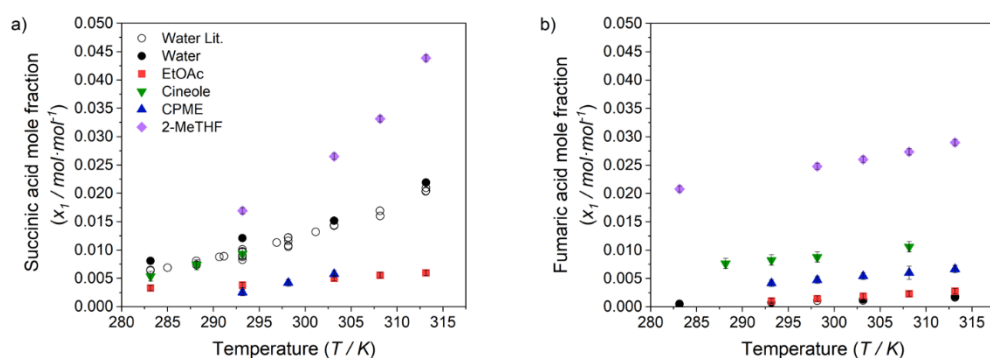 a)
Succinic acid mole fraction
(x₁ / mol·mol⁻¹)
0.050
0.045
0.040
0.035
0.030
0.025
0.020
0.015
0.010
0.005
0.000
Water Lit.
Water
EtOAc
Cineole
CPME
2-MeTHF
280 285 290 295 300 305 310 315
Temperature (T / K)
b)
Fumaric acid mole fraction
(x₁ / mol·mol⁻¹)
0.050
0.045
0.040
0.035
0.030
0.025
0.020
0.015
0.010
0.005
0.000
280 285 290 295 300 305 310 315
Temperature (T / K)